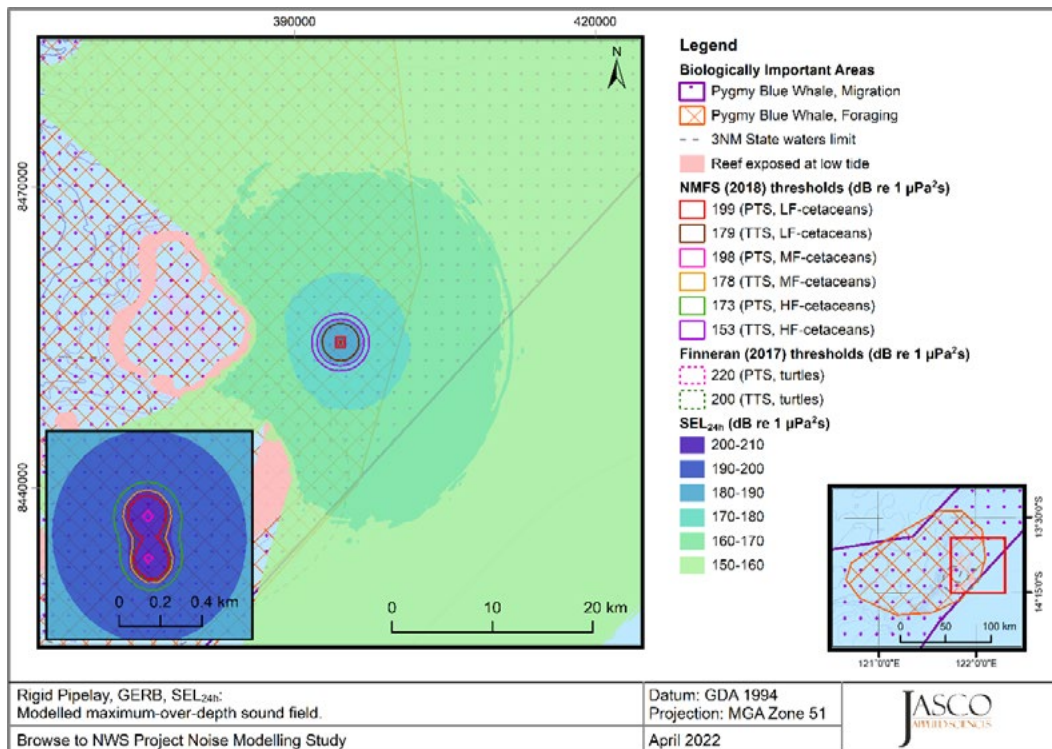 390000
420000
8470000
8440000
N
0 0.2 0.4 km
0 10 20 km
Legend
Biologically Important Areas
Pygmy Blue Whale, Migration
Pygmy Blue Whale, Foraging
3NM State waters limit
Reef exposed at low tide
NMFS (2018) thresholds (dB re 1 µPa²s)
199 (PTS, LF-cetaceans)
179 (TTS, LF-cetaceans)
198 (PTS, MF-cetaceans)
178 (TTS, MF-cetaceans)
173 (PTS, HF-cetaceans)
153 (TTS, HF-cetaceans)
Finneran (2017) thresholds (dB re 1 µPa²s)
220 (PTS, turtles)
200 (TTS, turtles)
SEL24h (dB re 1 µPa²s)
200-210
190-200
180-190
170-180
160-170
150-160
13°30'0"S
14°15'0"S
0 50 100 km
121°0'0"E 122°0'0"E
Rigid Pipelay, GERB, SEL24h:
Modelled maximum-over-depth sound field.
Browse to NWS Project Noise Modelling Study
Datum: GDA 1994
Projection: MGA Zone 51
April 2022
JASCO
APPLIED SCIENCES